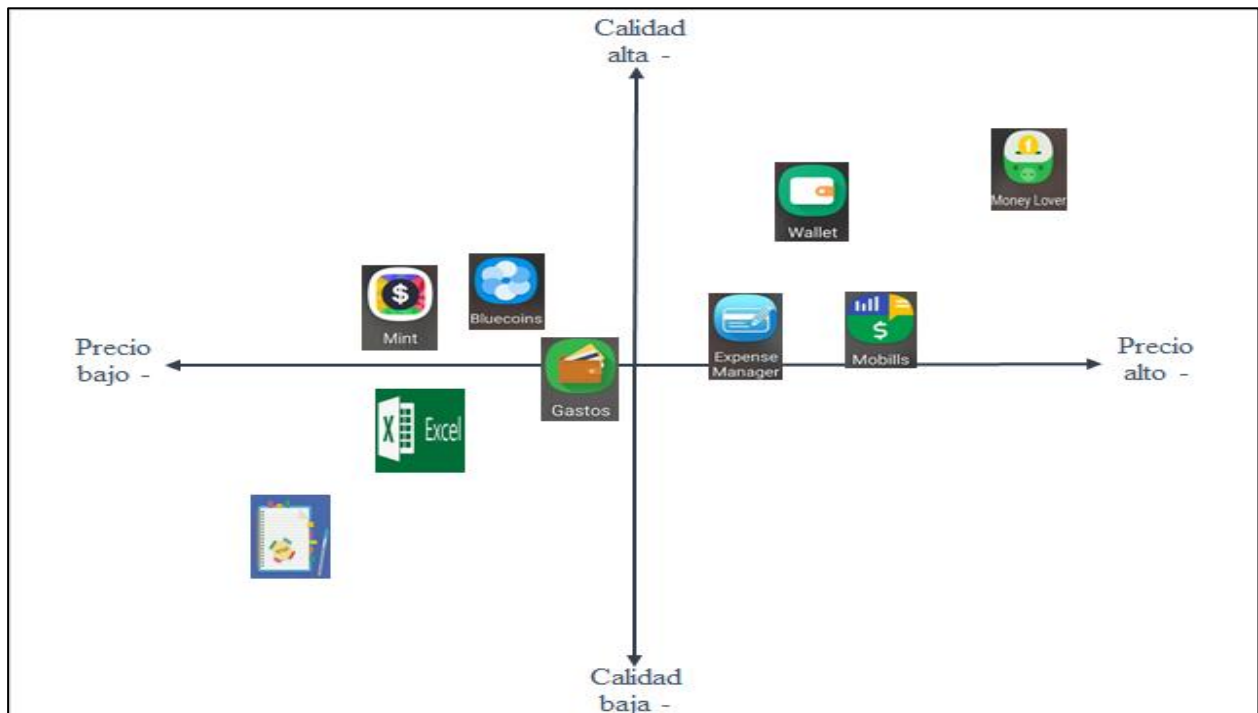 Calidad
alta -
Money Lover
Wallet
$
Mint
Bluecoins
Precio
bajo -
Expense
Manager
$
Mobills
Precio
alto -
Gastos
X Excel
Calidad
baja -